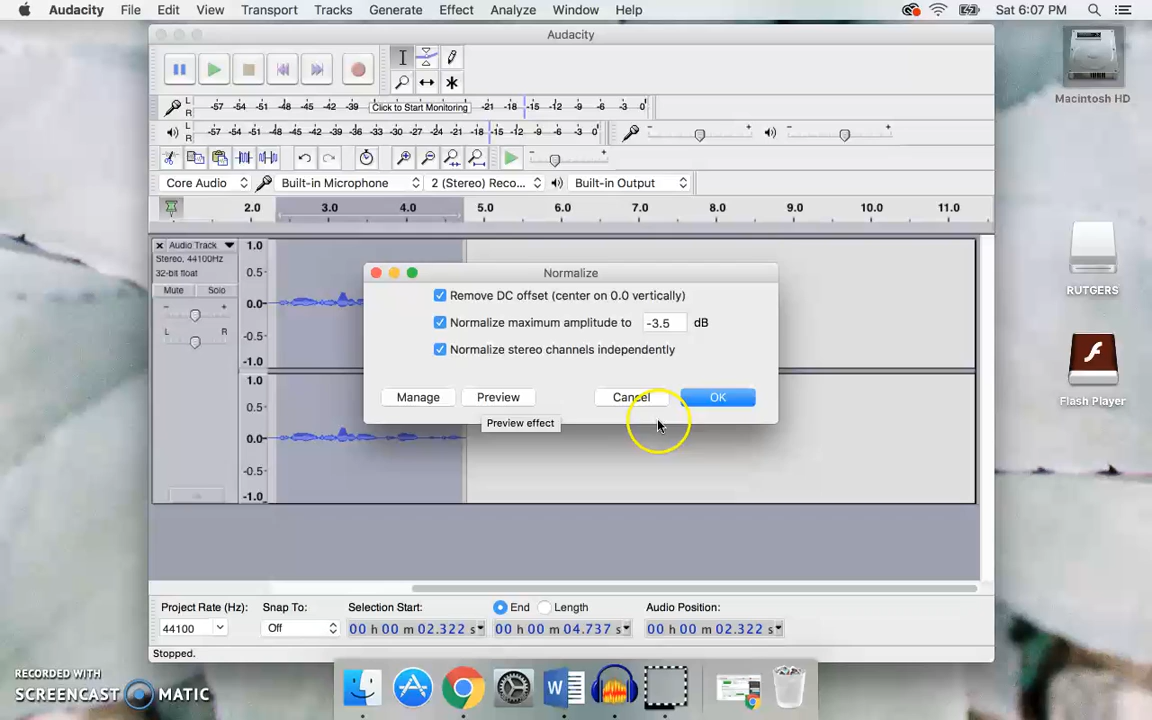 Audacity File Edit View Transport Tracks Generate Effect Analyze Window Help Sat 6:07 PM
Audacity
Macintosh HD
L R -57 -54 -51 -48 -45 -42 -39 Click to Start Monitoring -21 -18 -15 -12 -9 -6 -3 0
L R -57 -54 -51 -48 -45 -42 -39 -36 -33 -30 -27 -24 -21 -18 -15 -12 -9 -6 -3 0
Core Audio Built-in Microphone 2 (Stereo) Reco... Built-in Output
2.0 3.0 4.0 5.0 6.0 7.0 8.0 9.0 10.0 11.0
Audio Track 1.0
Stereo, 44100Hz
32-bit float 0.5-
Mute Solo 0.0-
- +
L R -0.5-
-1.0
1.0
0.5-
0.0-
-0.5-
-1.0
Normalize
Remove DC offset (center on 0.0 vertically)
Normalize maximum amplitude to -3.5 dB
Normalize stereo channels independently
Manage Preview Cancel OK
Preview effect
RUTGERS
Flash Player
Project Rate (Hz): Snap To: Selection Start: End Length Audio Position:
44100 Off 00 h 00 m 02.322 s 00 h 00 m 04.737 s 00 h 00 m 02.322 s
Stopped.
RECORDED WITH
SCREENCAST MATIC